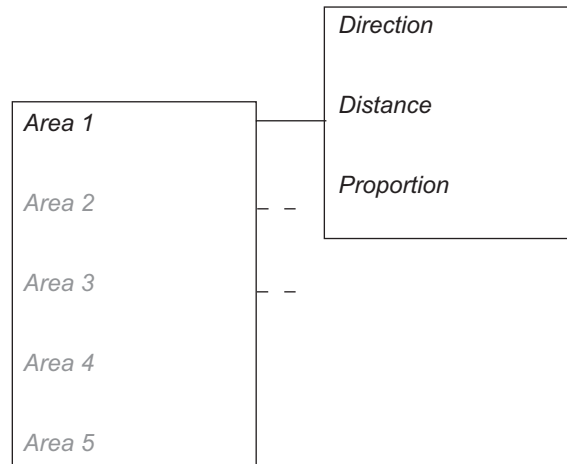 Direction
Distance
Proportion
Area 1
Area 2
Area 3
Area 4
Area 5